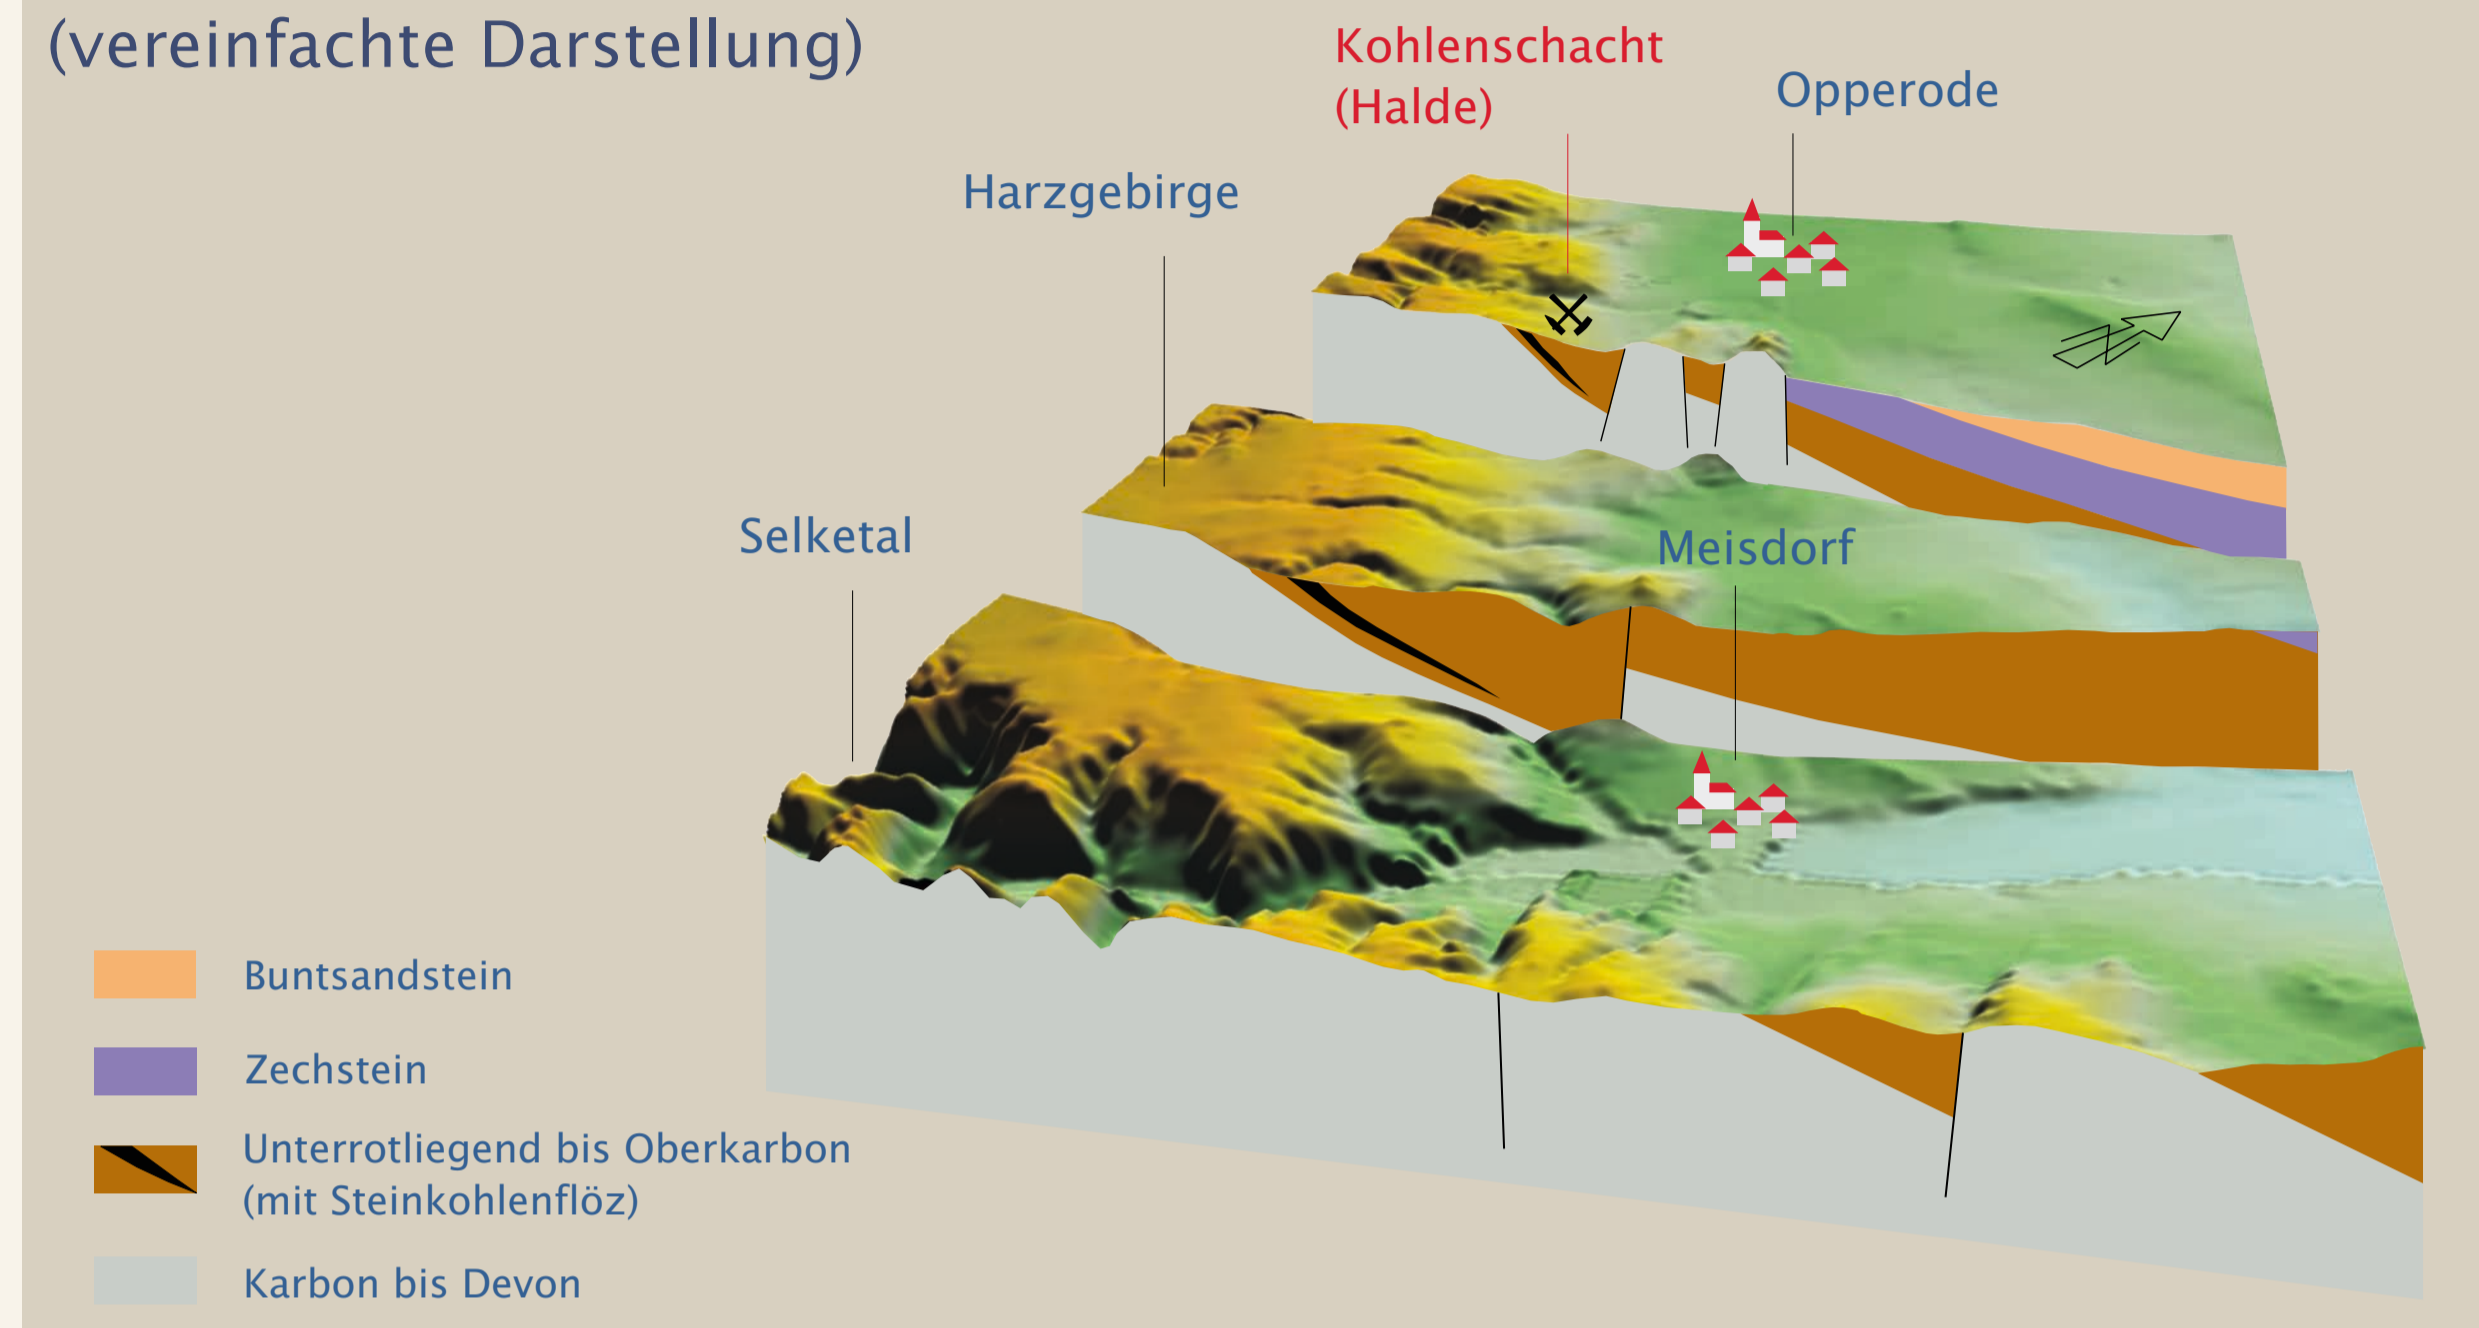 (vereinfachte Darstellung)
Kohlenschacht
(Halde)
Opperode
Harzgebirge
Selketal
Meisdorf
Buntsandstein
Zechstein
Unterrotliegend bis Oberkarbon
(mit Steinkohlenflöz)
Karbon bis Devon
N